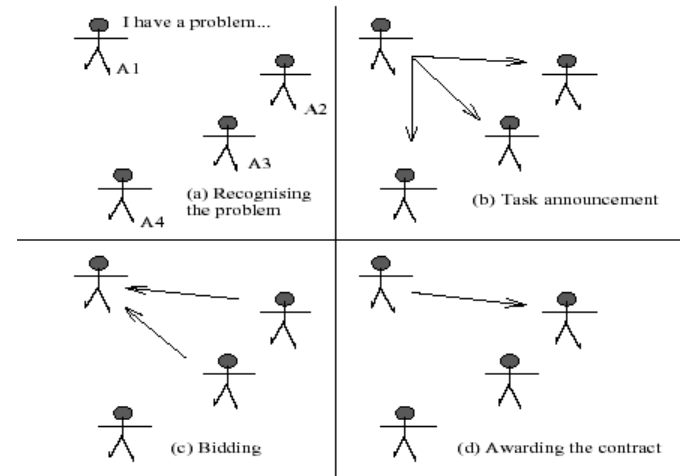 I have a problem...
A1
A2
A3
A4
(a) Recognising
the problem
(b) Task announcement
(c) Bidding
(d) Awarding the contract